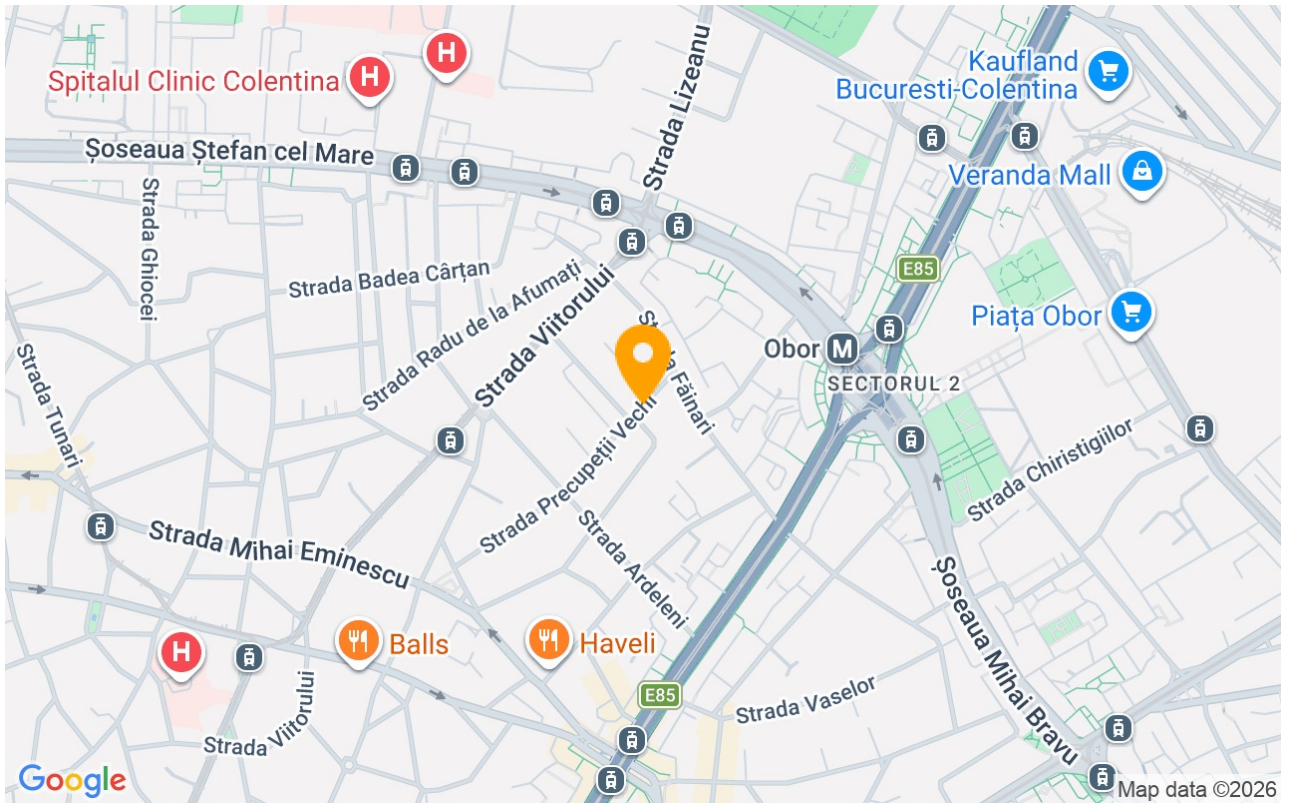 H
Spitalul Clinic Colentina
H
Strada Lizeanu
Kaufland
Bucuresti-Colentina
Șoseaua Ștefan cel Mare
Veranda Mall
Strada Ghiocei
Strada Badea Cârțan
Strada Radu de la Afumați
Strada Viitorului
E85
Piața Obor
Obor
M
SECTORUL 2
Strada Tunari
Strada Precupeții Vechi
Strada Chiristigiilor
Strada Mihai Eminescu
Strada Ardeleni
Șoseaua Mihai Bravu
H
Balls
Haveli
E85
Strada Vaselor
Strada Viitorului
Google
Map data ©2026